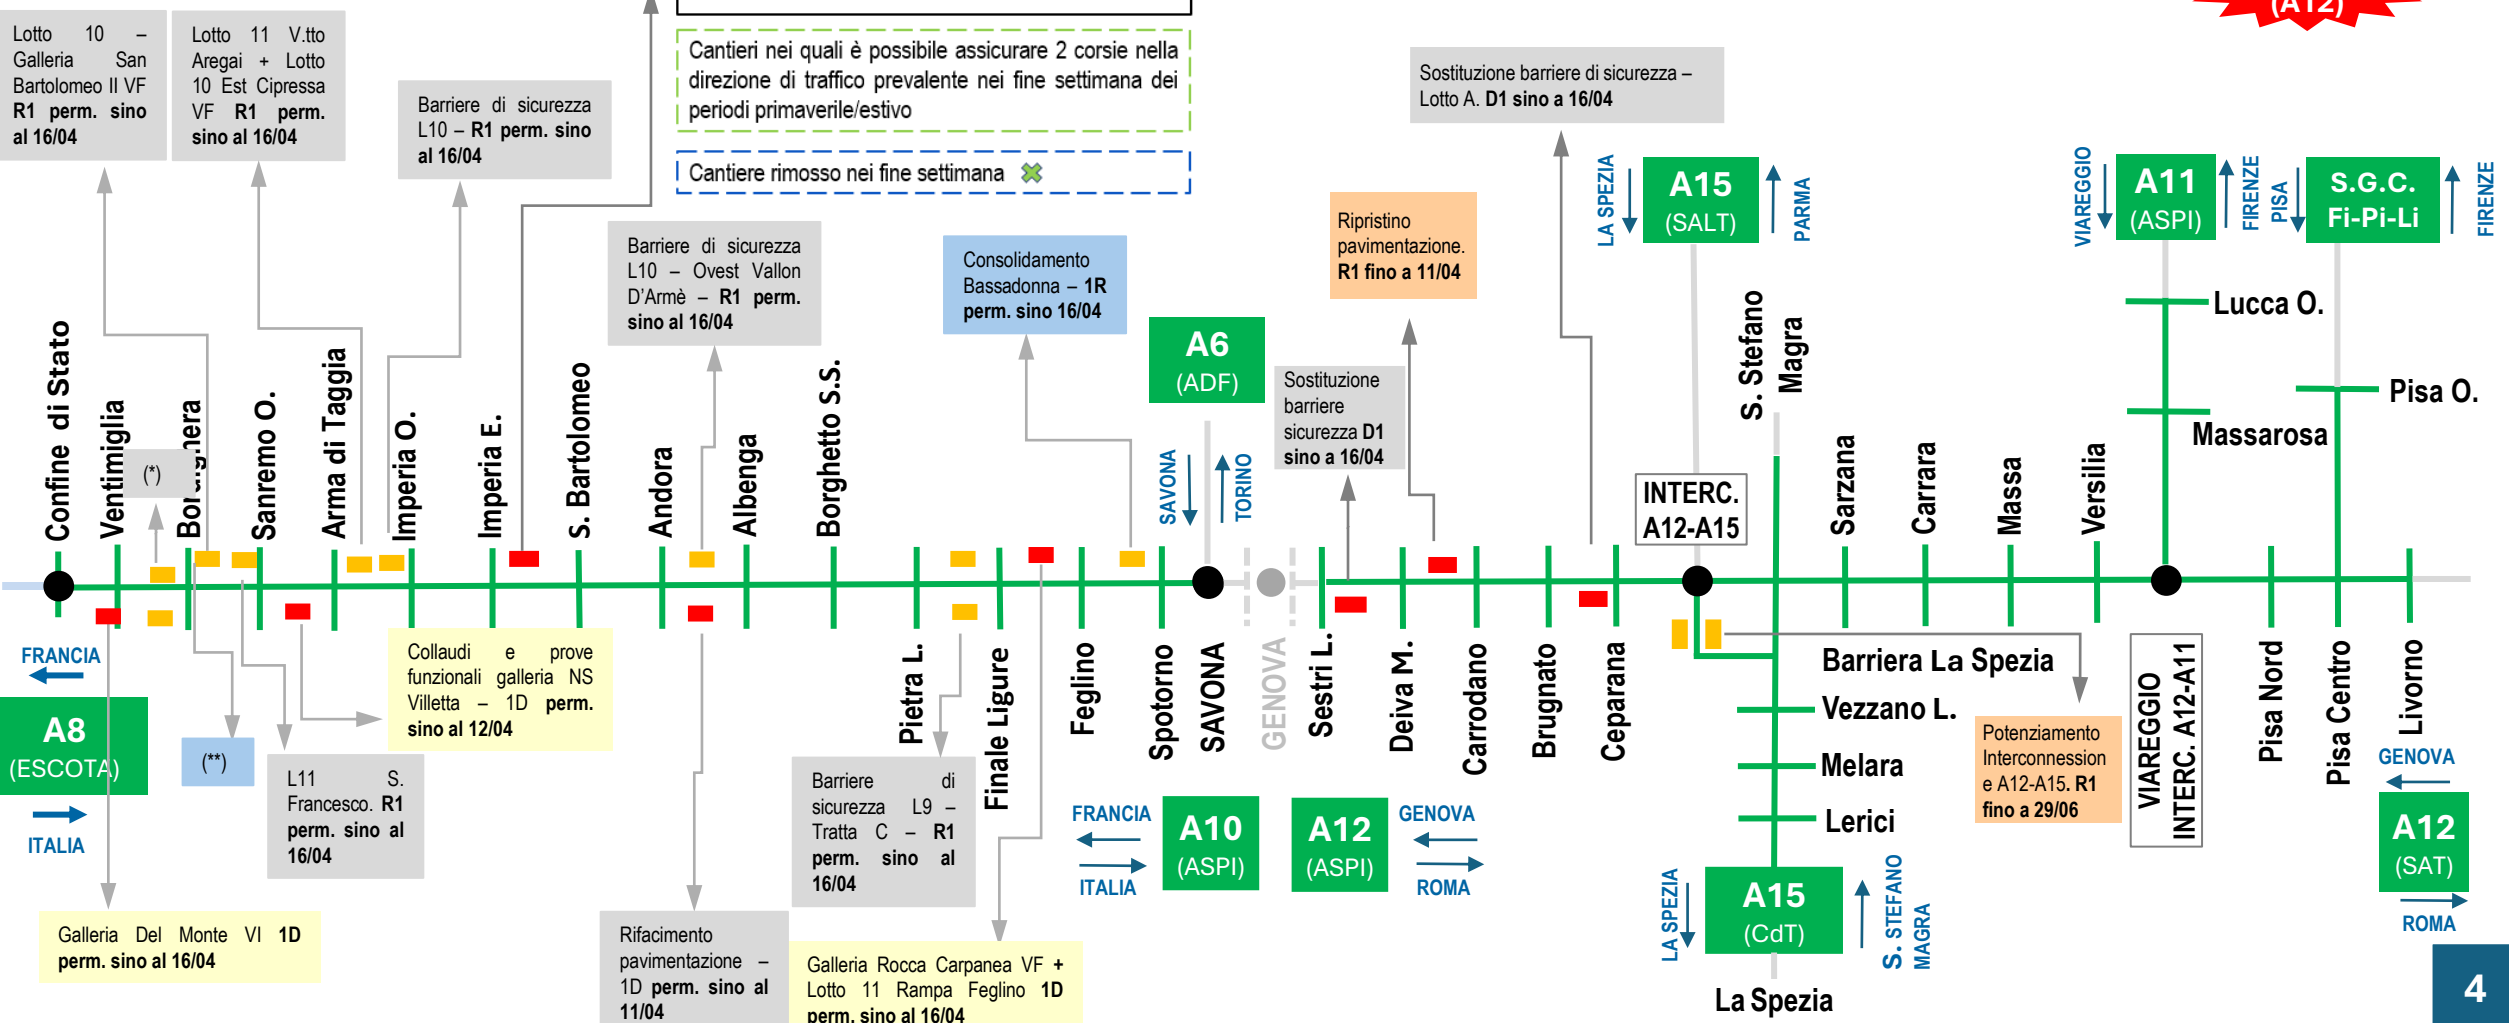 (A12)
Lotto 10 –
Galleria San
Bartolomeo II VF
R1 perm. sino
al 16/04
Lotto 11 V.tto
Aregai + Lotto
10 Est Cipressa
VF R1 perm.
sino al 16/04
Barriere di sicurezza
L10 – R1 perm. sino
al 16/04
Cantieri nei quali è possibile assicurare 2 corsie nella
direzione di traffico prevalente nei fine settimana dei
periodi primaverile/estivo
Cantiere rimosso nei fine settimana
Sostituzione barriere di sicurezza –
Lotto A. D1 sino a 16/04
Barriere di sicurezza
L10 – Ovest Vallon
D'Armè – R1 perm.
sino al 16/04
Consolidamento
Bassadonna – 1R
perm. sino 16/04
Ripristino
pavimentazione.
R1 fino a 11/04
Sostituzione
barriere
sicurezza D1
sino a 16/04
A6
(ADF)
SAVONA
TORINO
LA SPEZIA
A15
(SALT)
PARMA
VIAREGGIO
A11
(ASPI)
FIRENZE
PISA
S.G.C.
Fi-Pi-Li
FIRENZE
Lucca O.
Pisa O.
Massarosa
Confine di Stato
Ventimiglia
(*)
Bordighera
Sanremo O.
Arma di Taggia
Imperia O.
Imperia E.
S. Bartolomeo
Andora
Albenga
Borghetto S.S.
INTERC.
A12-A15
S. Stefano
Magra
Sarzana
Carrara
Massa
Versilia
Pietra L.
Finale Ligure
Feglino
Spotorno
SAVONA
GENOVA
Sestri L.
Deiva M.
Carrodano
Brugnato
Ceparana
Barriera La Spezia
Vezzano L.
Melara
Lerici
VIAREGGIO
INTERC. A12-A11
Pisa Nord
Pisa Centro
Livorno
FRANCIA
A8
(ESCOTA)
ITALIA
(**)
L11 S.
Francesco. R1
perm. sino al
16/04
Collaudi e prove
funzionali galleria NS
Villetta – 1D perm.
sino al 12/04
Galleria Del Monte VI 1D
perm. sino al 16/04
Rifacimento
pavimentazione –
1D perm. sino al
11/04
Barriere di
sicurezza L9 –
Tratta C – R1
perm. sino al
16/04
Galleria Rocca Carpanea VF +
Lotto 11 Rampa Feglino 1D
perm. sino al 16/04
FRANCIA
ITALIA
A10
(ASPI)
A12
(ASPI)
GENOVA
ROMA
Potenziamento
Interconnession
e A12-A15. R1
fino a 29/06
LA SPEZIA
A15
(CdT)
S. STEFANO
MAGRA
La Spezia
GENOVA
A12
(SAT)
ROMA
4